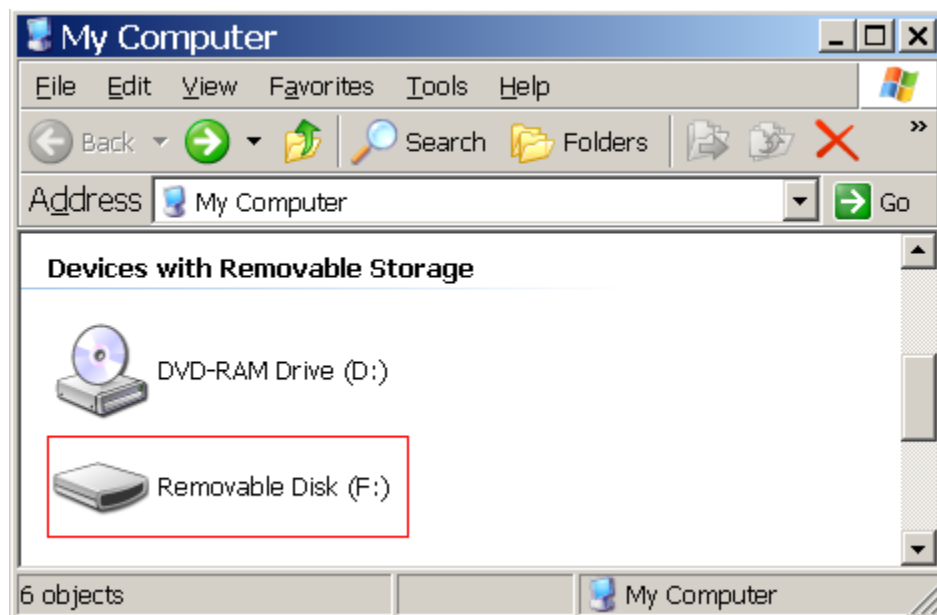 My Computer
File Edit View Favorites Tools Help
Back Search Folders »
Address My Computer Go
Devices with Removable Storage
DVD-RAM Drive (D:)
Removable Disk (F:)
6 objects My Computer